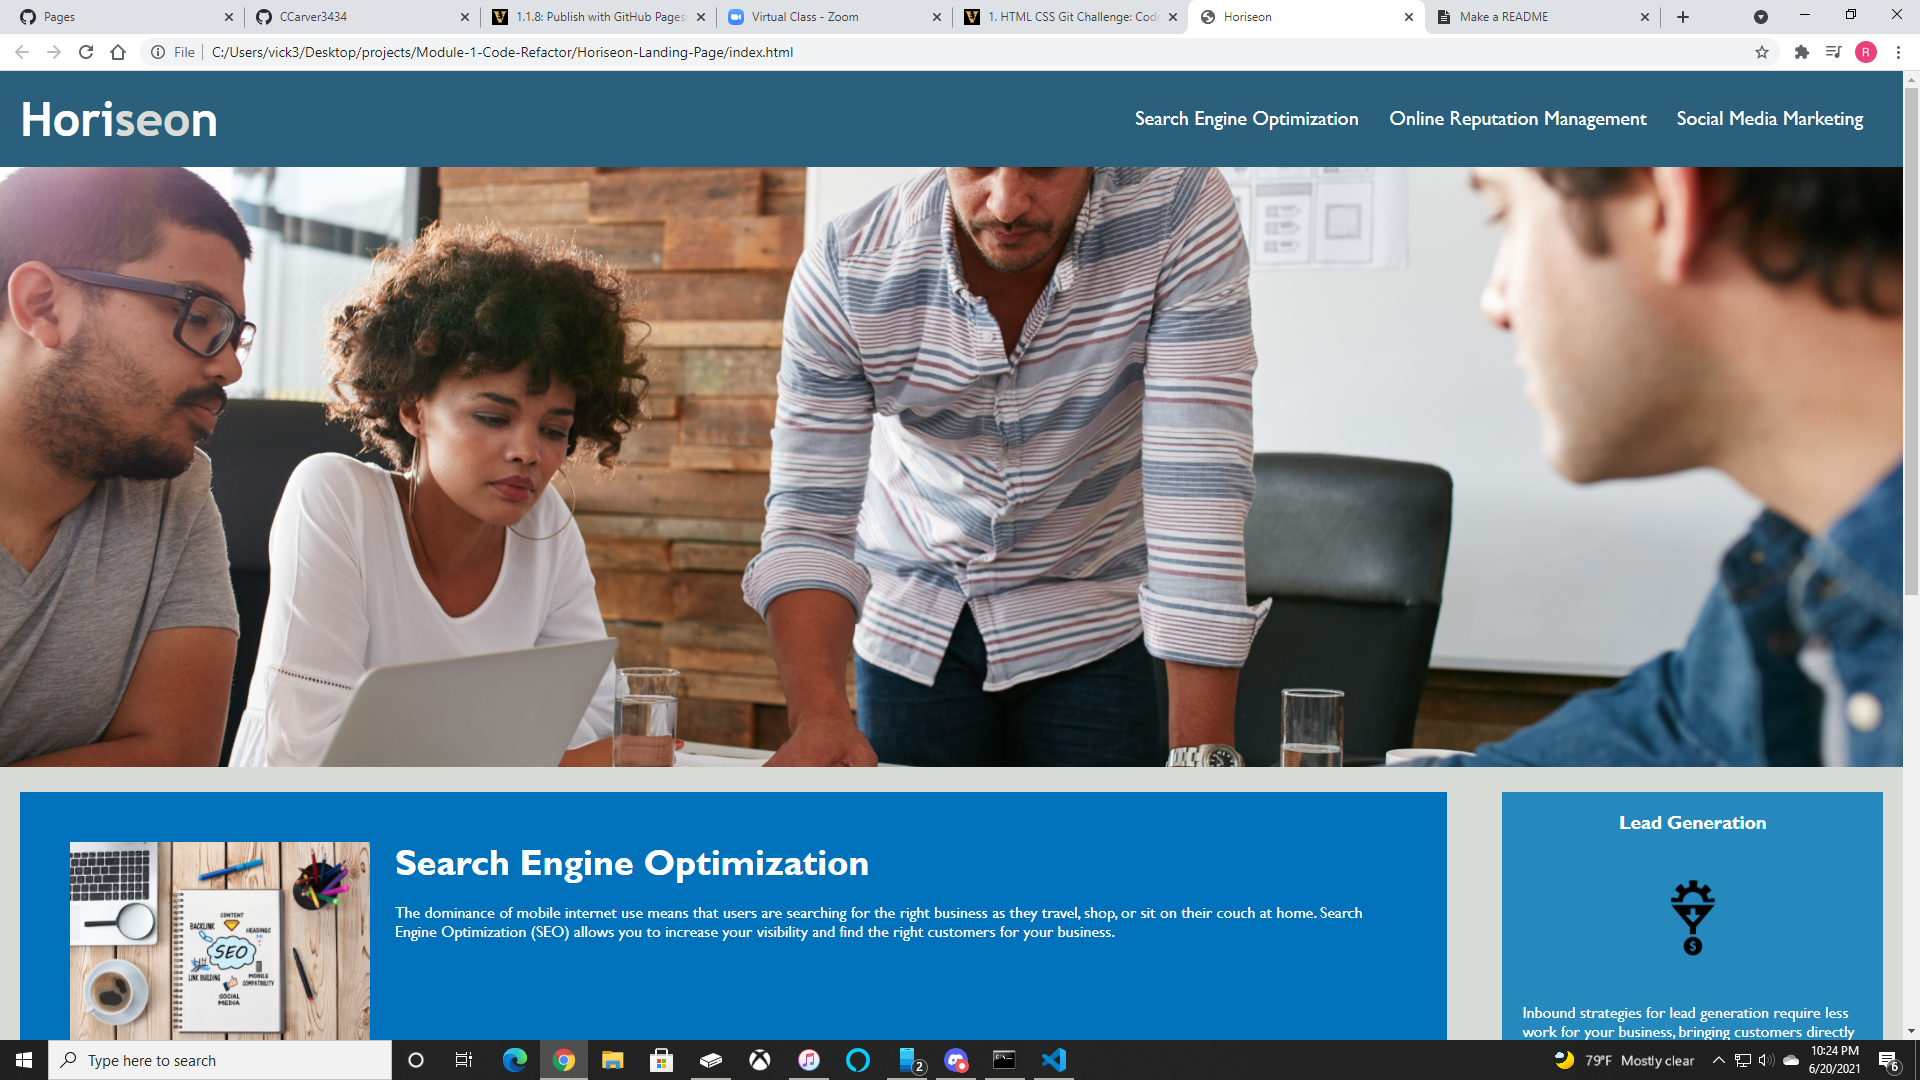 Pages
CCarver3434
1.1.8: Publish with GitHub Pages
Virtual Class - Zoom
1. HTML CSS Git Challenge: Code
Horiseon
Make a README
File
C:/Users/vick3/Desktop/projects/Module-1-Code-Refactor/Horiseon-Landing-Page/index.html
R
Horiseon
Search Engine Optimization
Online Reputation Management
Social Media Marketing
Search Engine Optimization
The dominance of mobile internet use means that users are searching for the right business as they travel, shop, or sit on their couch at home. Search
Engine Optimization (SEO) allows you to increase your visibility and find the right customers for your business.
CONTENT
BACKLINK
HEADINGS
SEO
LINK BUILDING
MOBILE
COMPATIBILITY
SOCIAL
MEDIA
Lead Generation
$
Inbound strategies for lead generation require less
work for your business, bringing customers directly
Type here to search
2
79°F Mostly clear
10:24 PM
6/20/2021
6